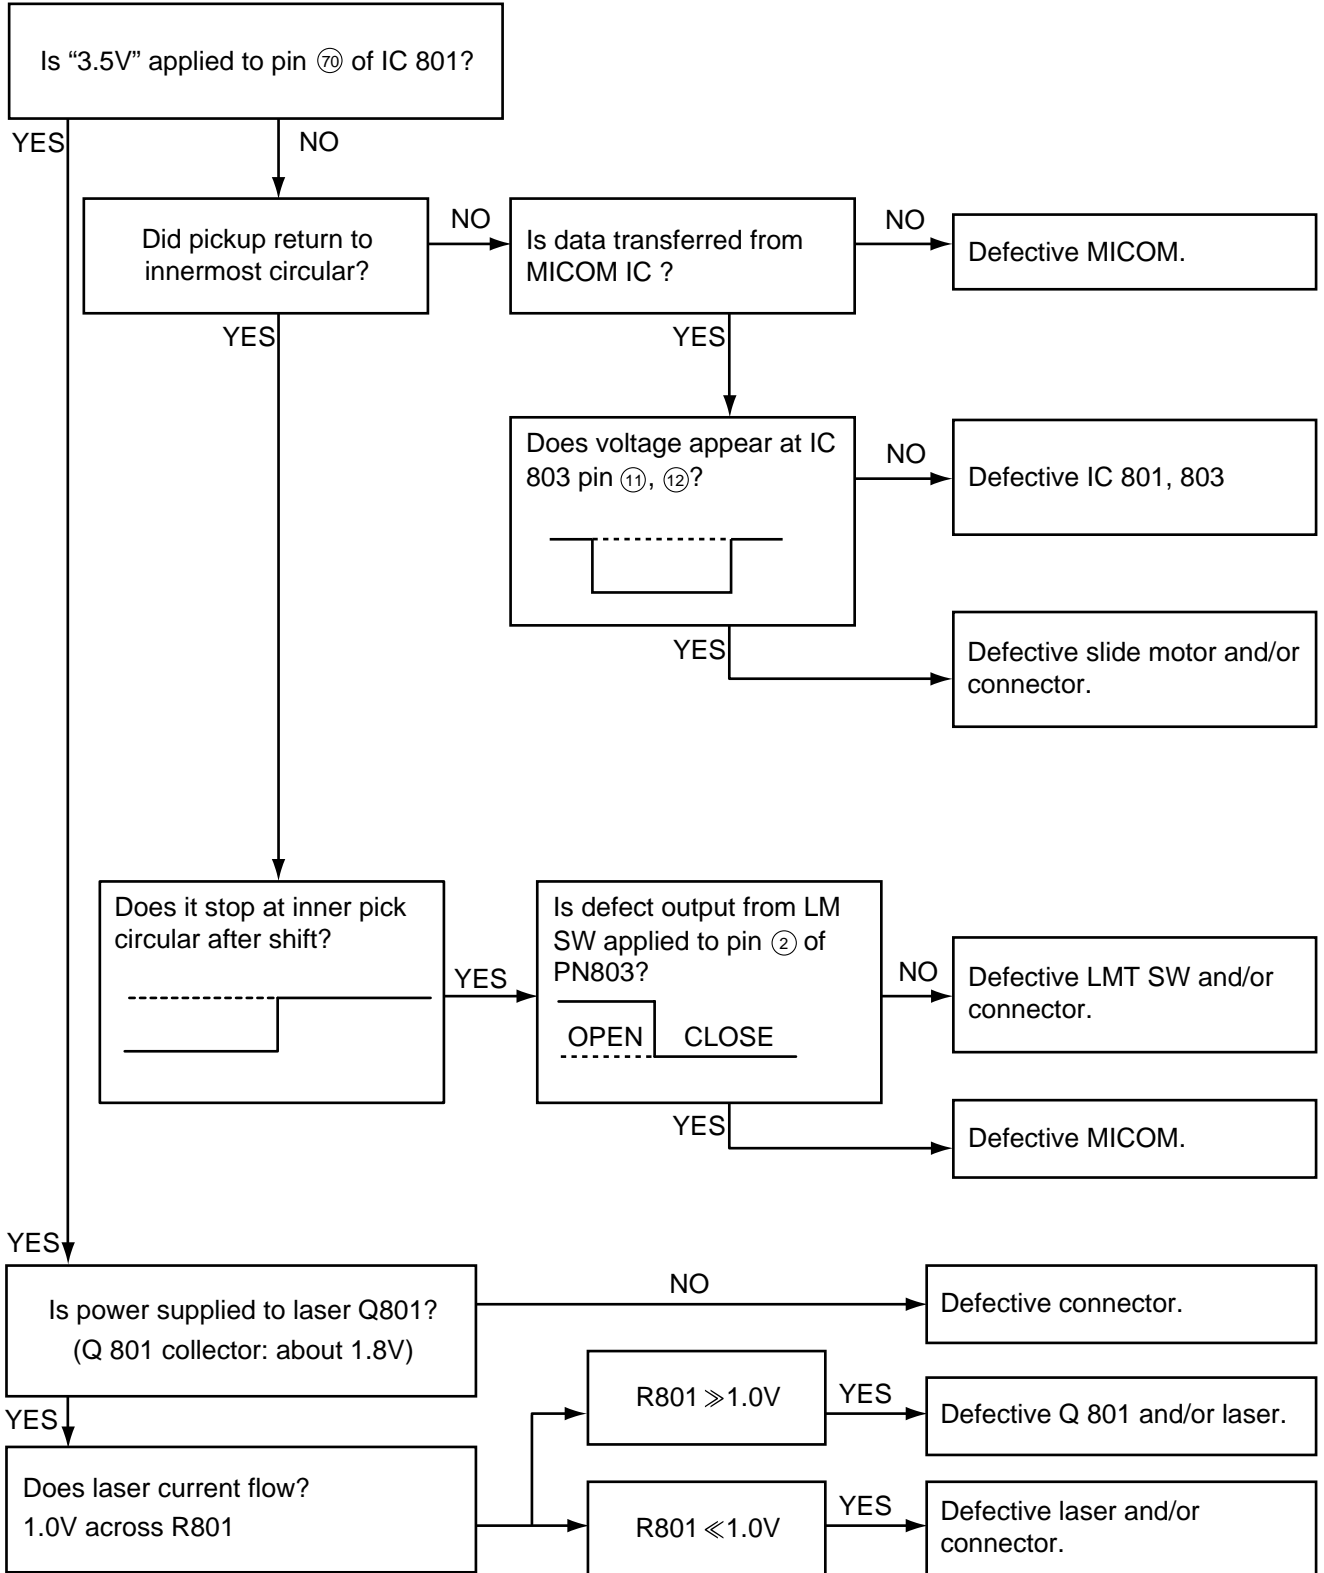 Is “3.5V” applied to pin ⑦⓪ of IC 801?
YES
NO
Did pickup return to
innermost circular?
NO
Is data transferred from
MICOM IC ?
NO
Defective MICOM.
YES
YES
Does voltage appear at IC
803 pin ⑪, ⑫?
NO
Defective IC 801, 803
YES
Defective slide motor and/or
connector.
Does it stop at inner pick
circular after shift?
YES
Is defect output from LM
SW applied to pin ② of
PN803?
OPEN
CLOSE
NO
Defective LMT SW and/or
connector.
YES
Defective MICOM.
YES
Is power supplied to laser Q801?
(Q 801 collector: about 1.8V)
NO
Defective connector.
YES
Does laser current flow?
1.0V across R801
R801 ≫ 1.0V
YES
Defective Q 801 and/or laser.
R801 ≪ 1.0V
YES
Defective laser and/or
connector.